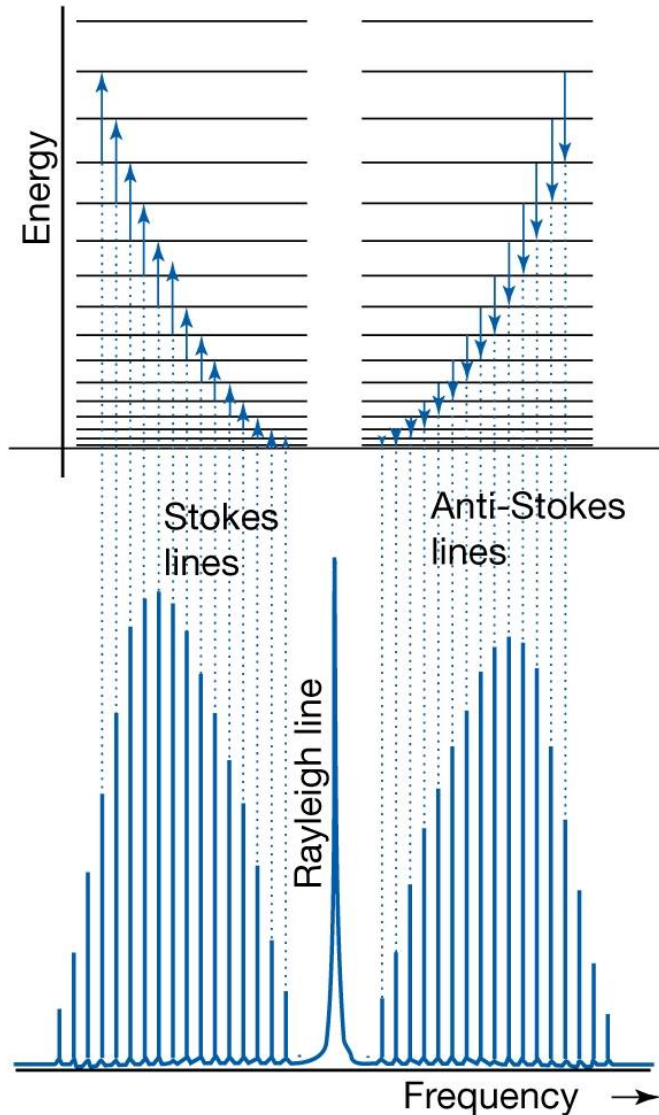 Energy
Stokes
lines
Anti-Stokes
lines
Rayleigh line
Frequency →